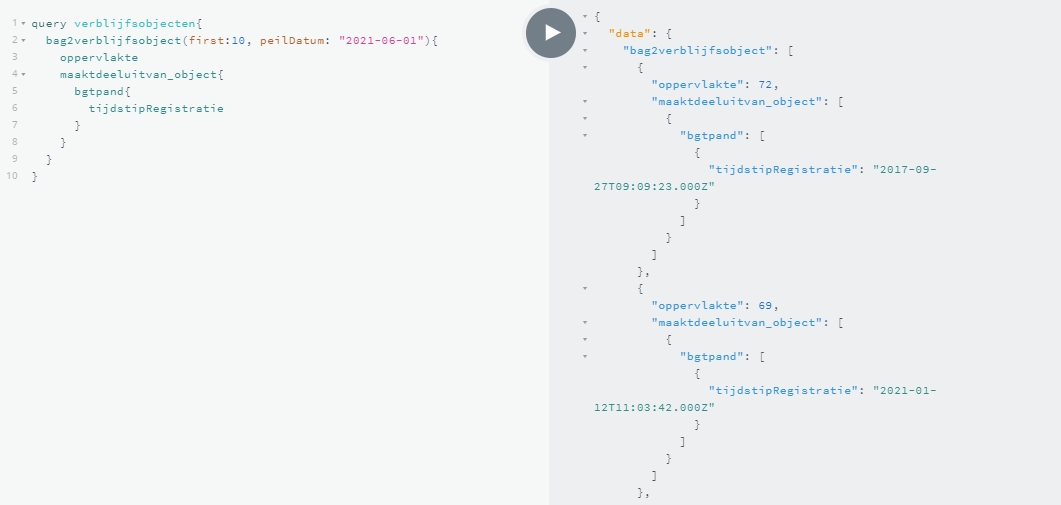 1 query verblijfsobjecten{
2 bag2verblijfsobject(first:10, peilDatum: "2021-06-01"){
3 oppervlakte
4 maaktdeeluitvan_object{
5 bgtpand{
6 tijdstipRegistratie
7 }
8 }
9 }
10 }
{
"data": {
"bag2verblijfsobject": [
{
"oppervlakte": 72,
"maaktdeeluitvan_object": [
{
"bgtpand": [
{
"tijdstipRegistratie": "2017-09-
27T09:09:23.000Z"
}
]
}
]
},
{
"oppervlakte": 69,
"maaktdeeluitvan_object": [
{
"bgtpand": [
{
"tijdstipRegistratie": "2021-01-
12T11:03:42.000Z"
}
]
}
]
},